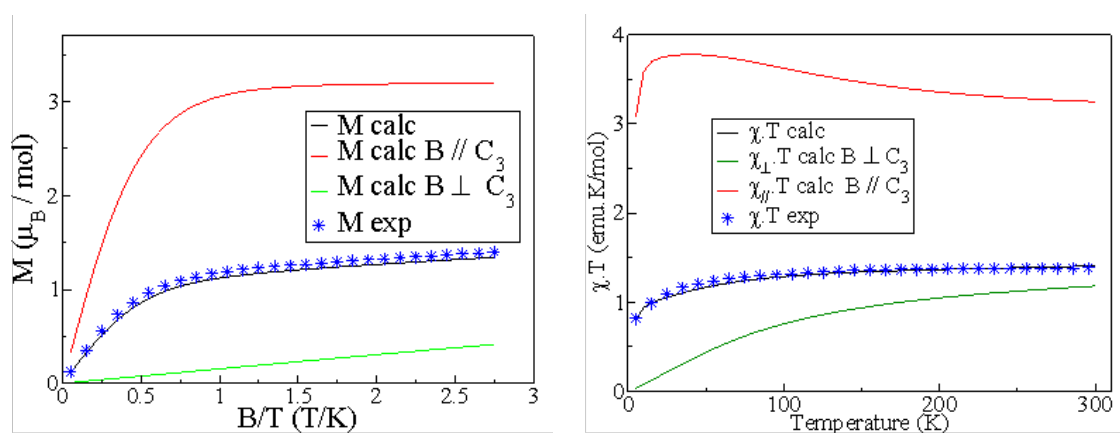 M (μ_B / mol)
3
2
1
0
M calc
M calc B // C₃
M calc B ⊥ C₃
M exp
0 0.5 1 1.5 2 2.5 3
B/T (T/K)
χ.T (emu.K/mol)
4
3
2
1
0
χ.T calc
χ⊥.T calc B ⊥ C₃
χ//.T calc B // C₃
χ.T exp
0 100 200 300
Temperature (K)